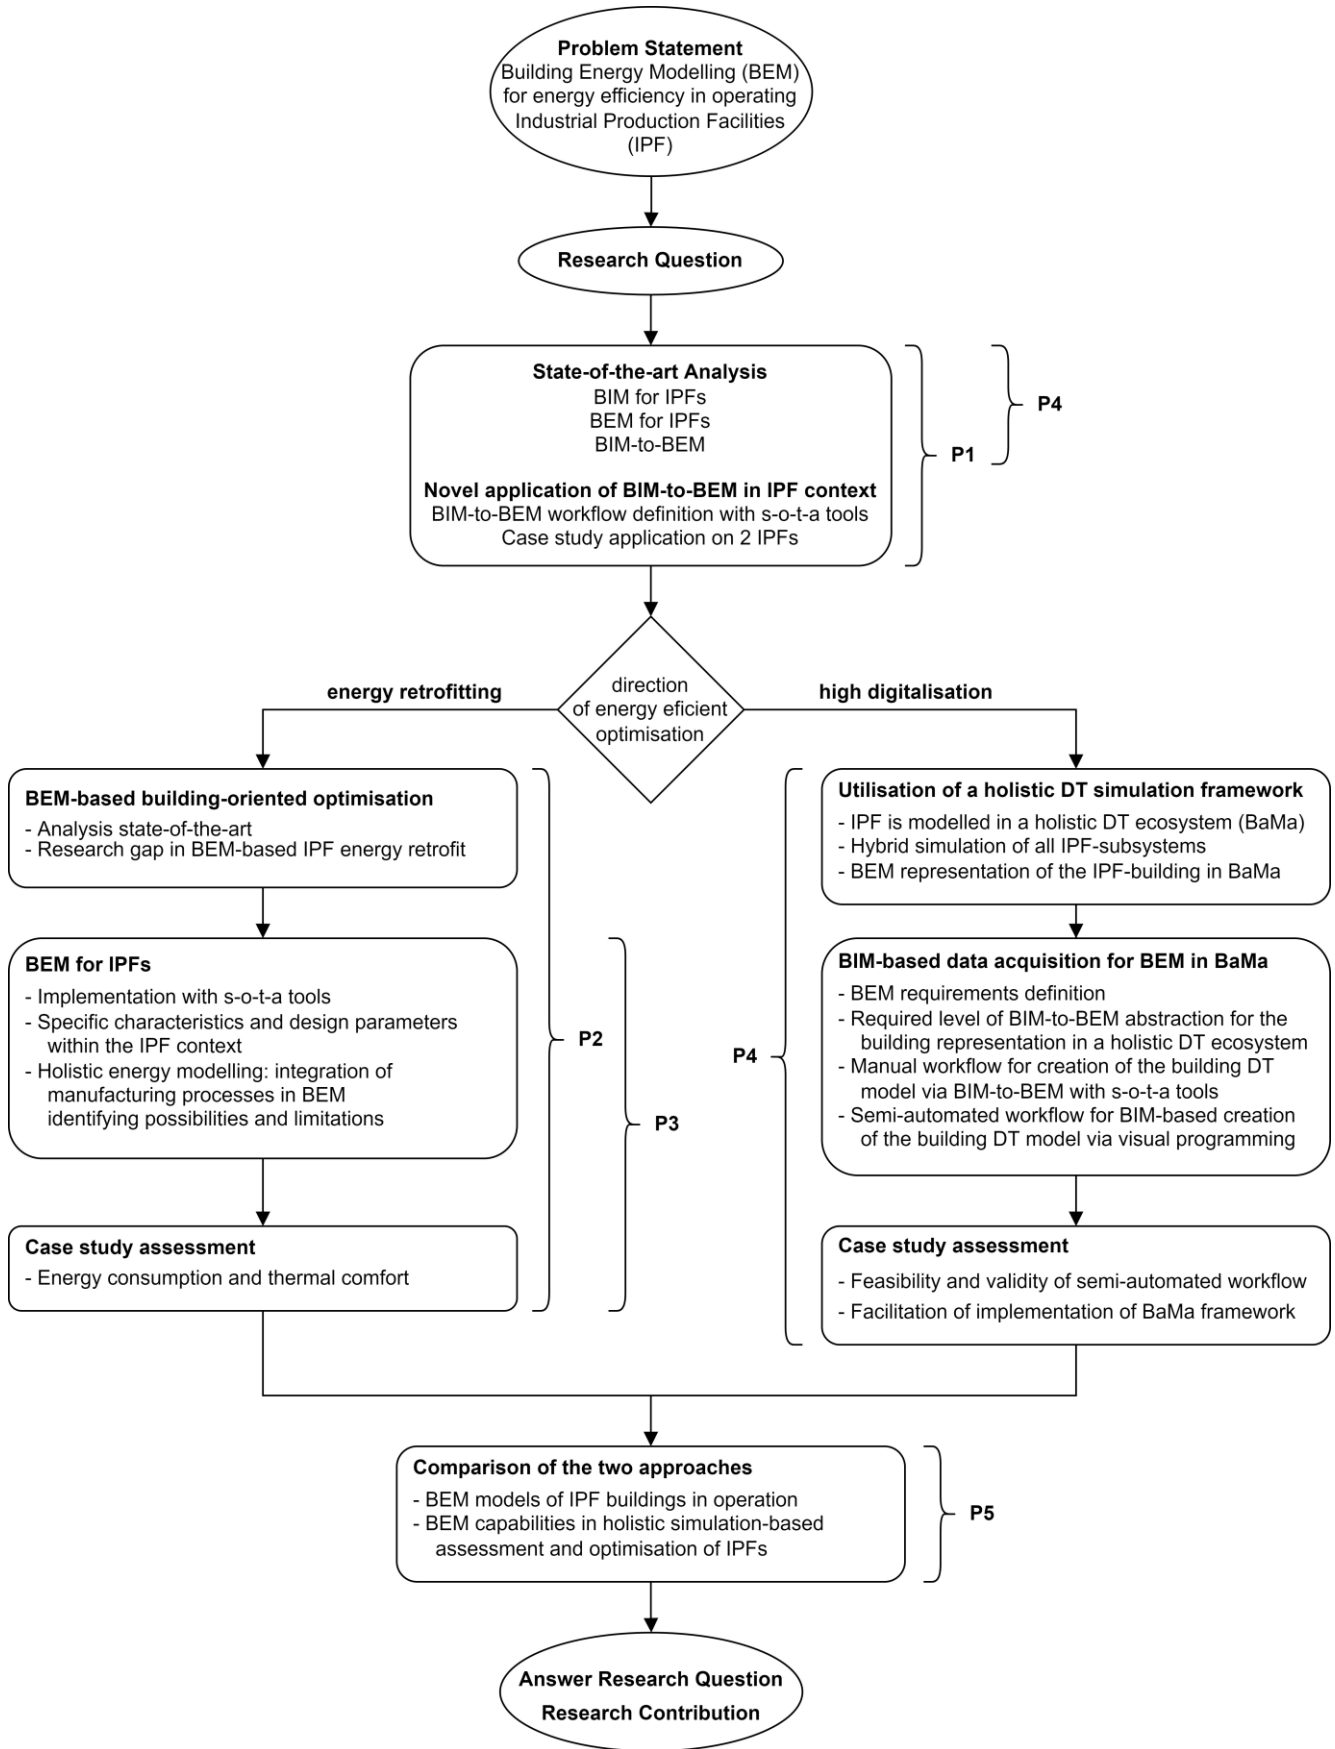 Problem Statement
Building Energy Modelling (BEM)
for energy efficiency in operating
Industrial Production Facilities
(IPF)
Research Question
State-of-the-art Analysis
BIM for IPFs
BEM for IPFs
BIM-to-BEM
Novel application of BIM-to-BEM in IPF context
BIM-to-BEM workflow definition with s-o-t-a tools
Case study application on 2 IPFs
P1
P4
direction
of energy eficient
optimisation
energy retrofitting
high digitalisation
BEM-based building-oriented optimisation
- Analysis state-of-the-art
- Research gap in BEM-based IPF energy retrofit
BEM for IPFs
- Implementation with s-o-t-a tools
- Specific characteristics and design parameters
within the IPF context
- Holistic energy modelling: integration of
manufacturing processes in BEM
identifying possibilities and limitations
Case study assessment
- Energy consumption and thermal comfort
P2
P3
P4
Utilisation of a holistic DT simulation framework
- IPF is modelled in a holistic DT ecosystem (BaMa)
- Hybrid simulation of all IPF-subsystems
- BEM representation of the IPF-building in BaMa
BIM-based data acquisition for BEM in BaMa
- BEM requirements definition
- Required level of BIM-to-BEM abstraction for the
building representation in a holistic DT ecosystem
- Manual workflow for creation of the building DT
model via BIM-to-BEM with s-o-t-a tools
- Semi-automated workflow for BIM-based creation
of the building DT model via visual programming
Case study assessment
- Feasibility and validity of semi-automated workflow
- Facilitation of implementation of BaMa framework
Comparison of the two approaches
- BEM models of IPF buildings in operation
- BEM capabilities in holistic simulation-based
assessment and optimisation of IPFs
P5
Answer Research Question
Research Contribution